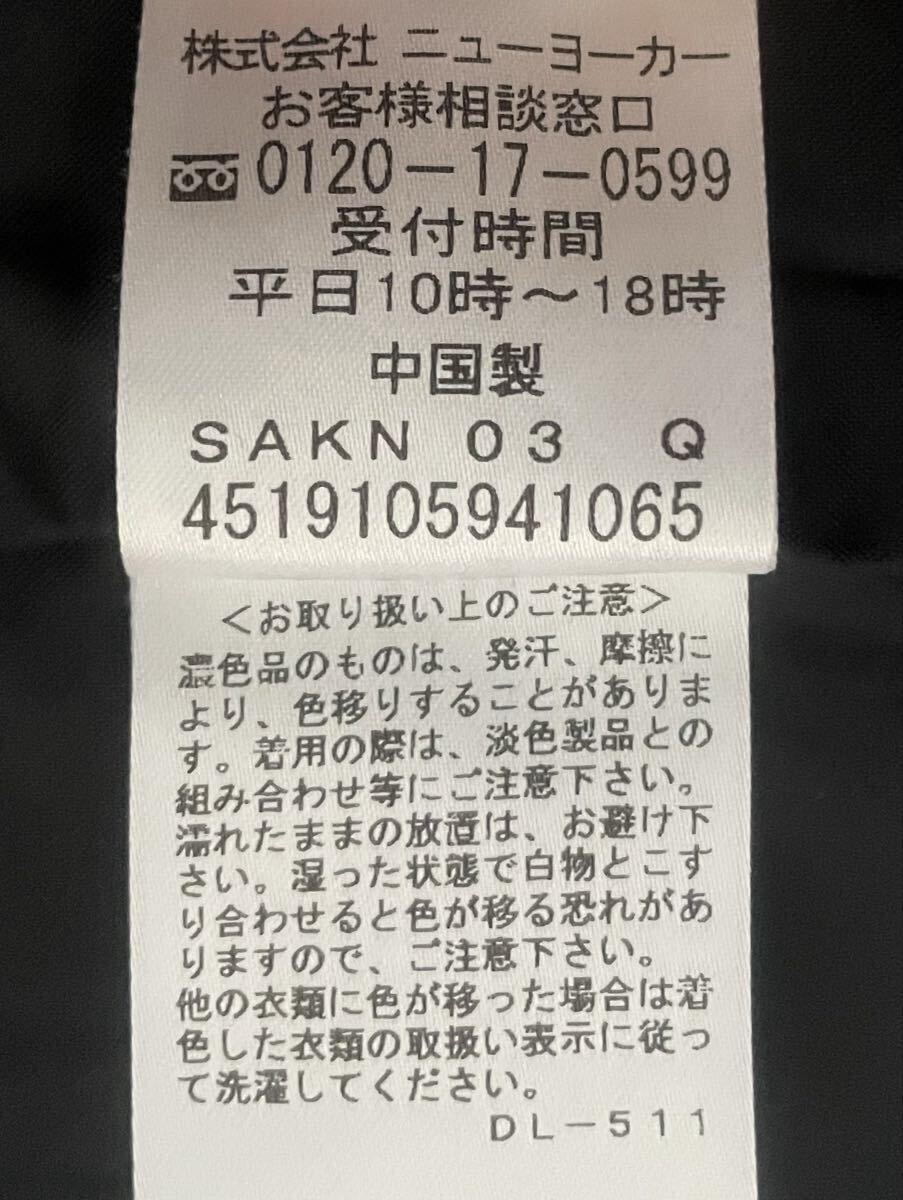 株式会社 ニューヨーカー
お客様相談窓口
0120-17-0599
受付時間
平日10時~18時
中国製
SAKN 03 Q
4519105941065
<お取り扱い上のご注意>
濃色品のものは、発汗、摩擦に
より、色移りすることがありま
す。着用の際は、淡色製品との
組み合わせ等にご注意下さい。
濡れたままの放置は、お避け下
さい。湿った状態で白物とこす
り合わせると色が移る恐れがあ
りますので、ご注意下さい。
他の衣類に色が移った場合は着
色した衣類の取扱い表示に従っ
て洗濯してください。
DL-511